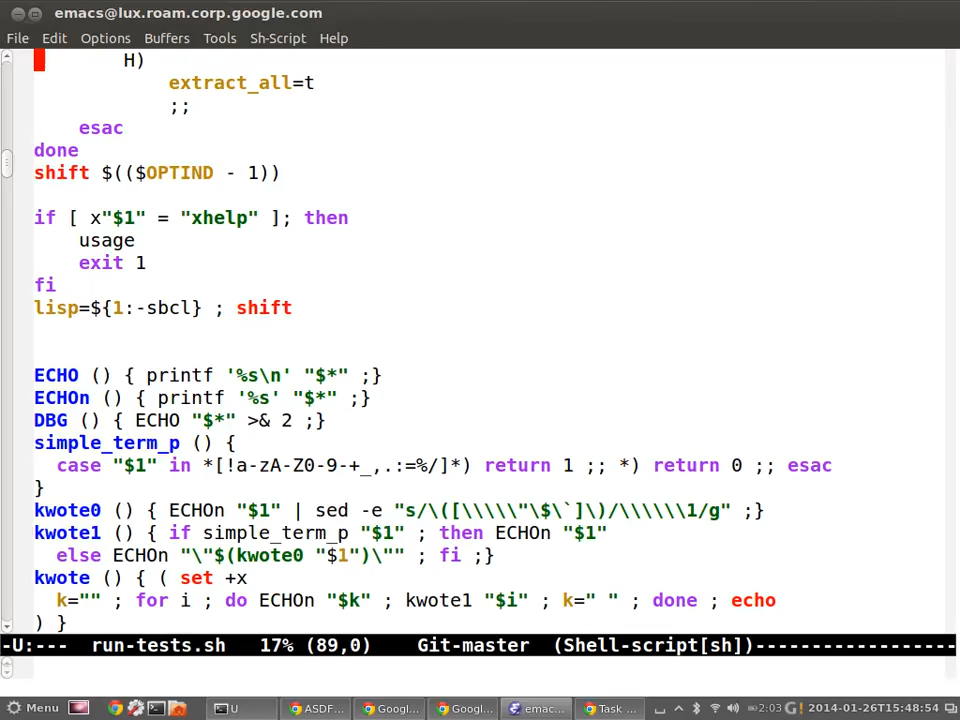 emacs@lux.roam.corp.google.com
File Edit Options Buffers Tools Sh-Script Help
H)
extract_all=t
;;
esac
done
shift $(($OPTIND - 1))
if [ x"$1" = "xhelp" ]; then
usage
exit 1
fi
lisp=${1:-sbcl} ; shift
ECHO () { printf '%s\n' "$*" ;}
ECHOn () { printf '%s' "$*" ;}
DBG () { ECHO "$*" >& 2 ;}
simple_term_p () {
case "$1" in *[!a-zA-Z0-9-+_,.:=%/]*) return 1 ;; *) return 0 ;; esac
}
kwote0 () { ECHOn "$1" | sed -e "s/\([\\\\\"\$\`]\)/\\\\\\1/g" ;}
kwote1 () { if simple_term_p "$1" ; then ECHOn "$1"
else ECHOn "\"$(kwote0 "$1")\"" ; fi ;}
kwote () { ( set +x
k="" ; for i ; do ECHOn "$k" ; kwote1 "$i" ; k=" " ; done ; echo
) }
-U:--- run-tests.sh 17% (89,0) Git-master (Shell-script[sh])------------------
Menu U ASDF... Googl... Googl... emac... Task ... 2:03 2014-01-26T15:48:54